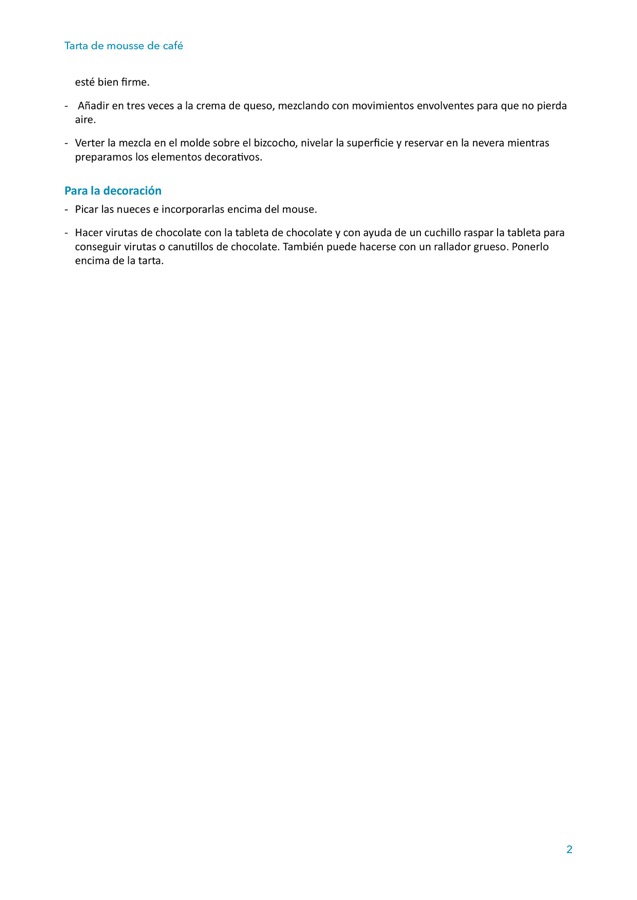 Tarta de mousse de café
esté bien firme.
- Añadir en tres veces a la crema de queso, mezclando con movimientos envolventes para que no pierda
aire.
- Verter la mezcla en el molde sobre el bizcocho, nivelar la superficie y reservar en la nevera mientras
preparamos los elementos decorativos.
Para la decoración
- Picar las nueces e incorporarlas encima del mouse.
- Hacer virutas de chocolate con la tableta de chocolate y con ayuda de un cuchillo raspar la tableta para
conseguir virutas o canutillos de chocolate. También puede hacerse con un rallador grueso. Ponerlo
encima de la tarta.
2